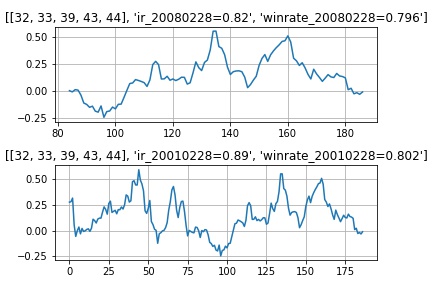 [[32, 33, 39, 43, 44], 'ir_20080228=0.82', 'winrate_20080228=0.796']
0.50
0.25
0.00
−0.25
80 100 120 140 160 180
[[32, 33, 39, 43, 44], 'ir_20010228=0.89', 'winrate_20010228=0.802']
0.50
0.25
0.00
−0.25
0 25 50 75 100 125 150 175